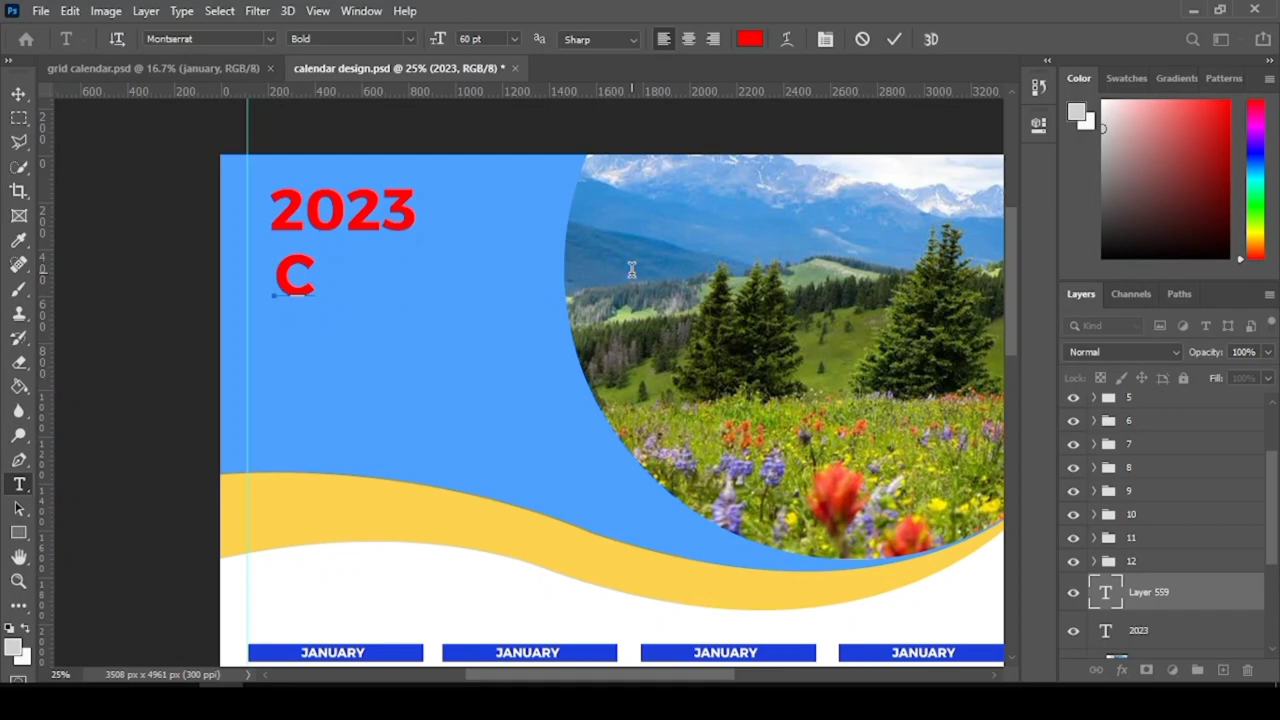 Ps File Edit Image Layer Type Select Filter 3D View Window Help
Montserrat Bold 60 pt aa Sharp 3D
grid calendar.psd @ 16.7% (january, RGB/8) × calendar design.psd @ 25% (2023, RGB/8) * ×
Color Swatches Gradients Patterns
600 400 200 0 200 400 600 800 1000 1200 1400 1600 1800 2000 2200 2400 2600 2800 3000 3200
2023
C
Layers Channels Paths
Kind
Normal Opacity: 100%
Lock: Fill: 100%
5
6
7
8
9
10
11
12
T Layer 559
T 2023
JANUARY JANUARY JANUARY JANUARY
25% 3508 px x 4961 px (300 ppi)
fx